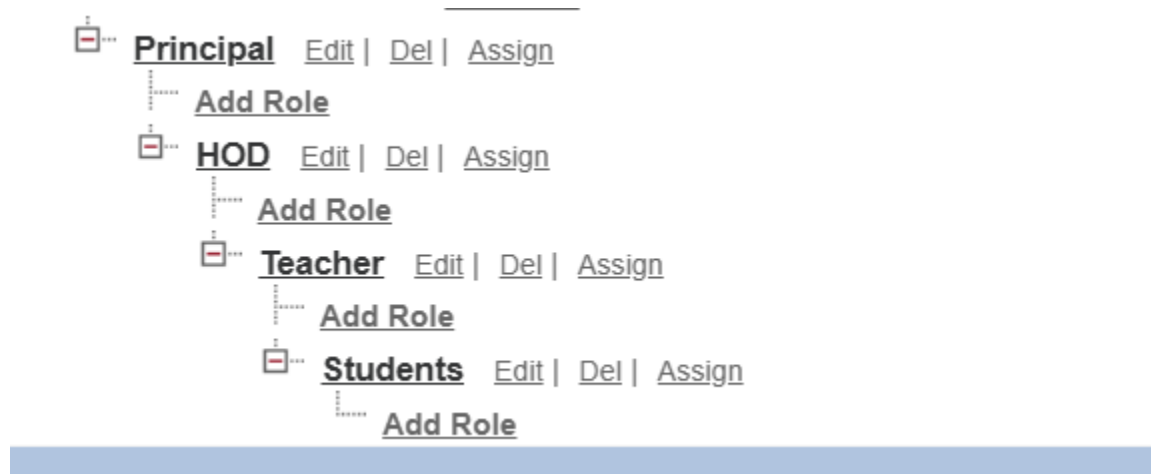 Principal Edit | Del | Assign
Add Role
HOD Edit | Del | Assign
Add Role
Teacher Edit | Del | Assign
Add Role
Students Edit | Del | Assign
Add Role